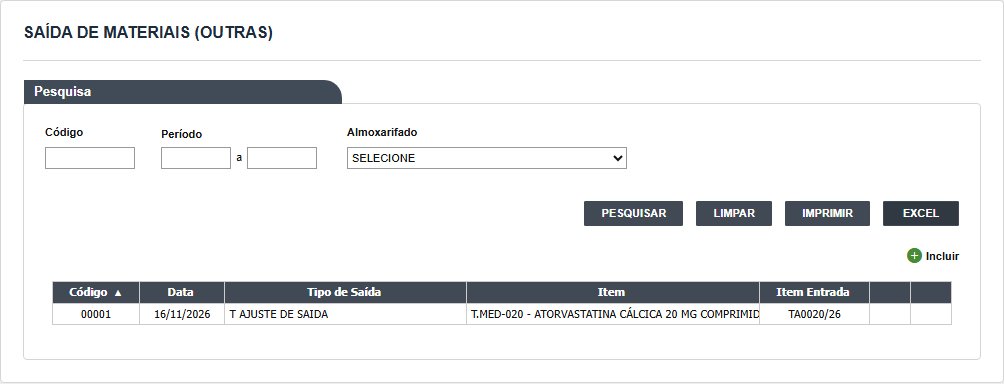 SAÍDA DE MATERIAIS (OUTRAS)
Pesquisa
Código Período Almoxarifado
a SELECIONE
PESQUISAR LIMPAR IMPRIMIR EXCEL
Incluir
Código ▲ Data Tipo de Saída Item Item Entrada
00001 16/11/2026 T AJUSTE DE SAIDA T.MED-020 - ATORVASTATINA CÁLCICA 20 MG COMPRIMID TA0020/26